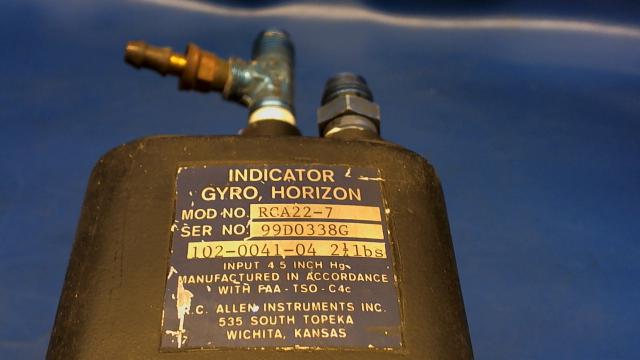 INDICATOR
GYRO, HORIZON
MOD NO. RCA22-7
SER NO. 99D0338G
102-0041-04 2½lbs
INPUT 4.5 INCH Hg.
MANUFACTURED IN ACCORDANCE
WITH FAA-TSO-C4c
R.C. ALLEN INSTRUMENTS INC.
535 SOUTH TOPEKA
WICHITA, KANSAS